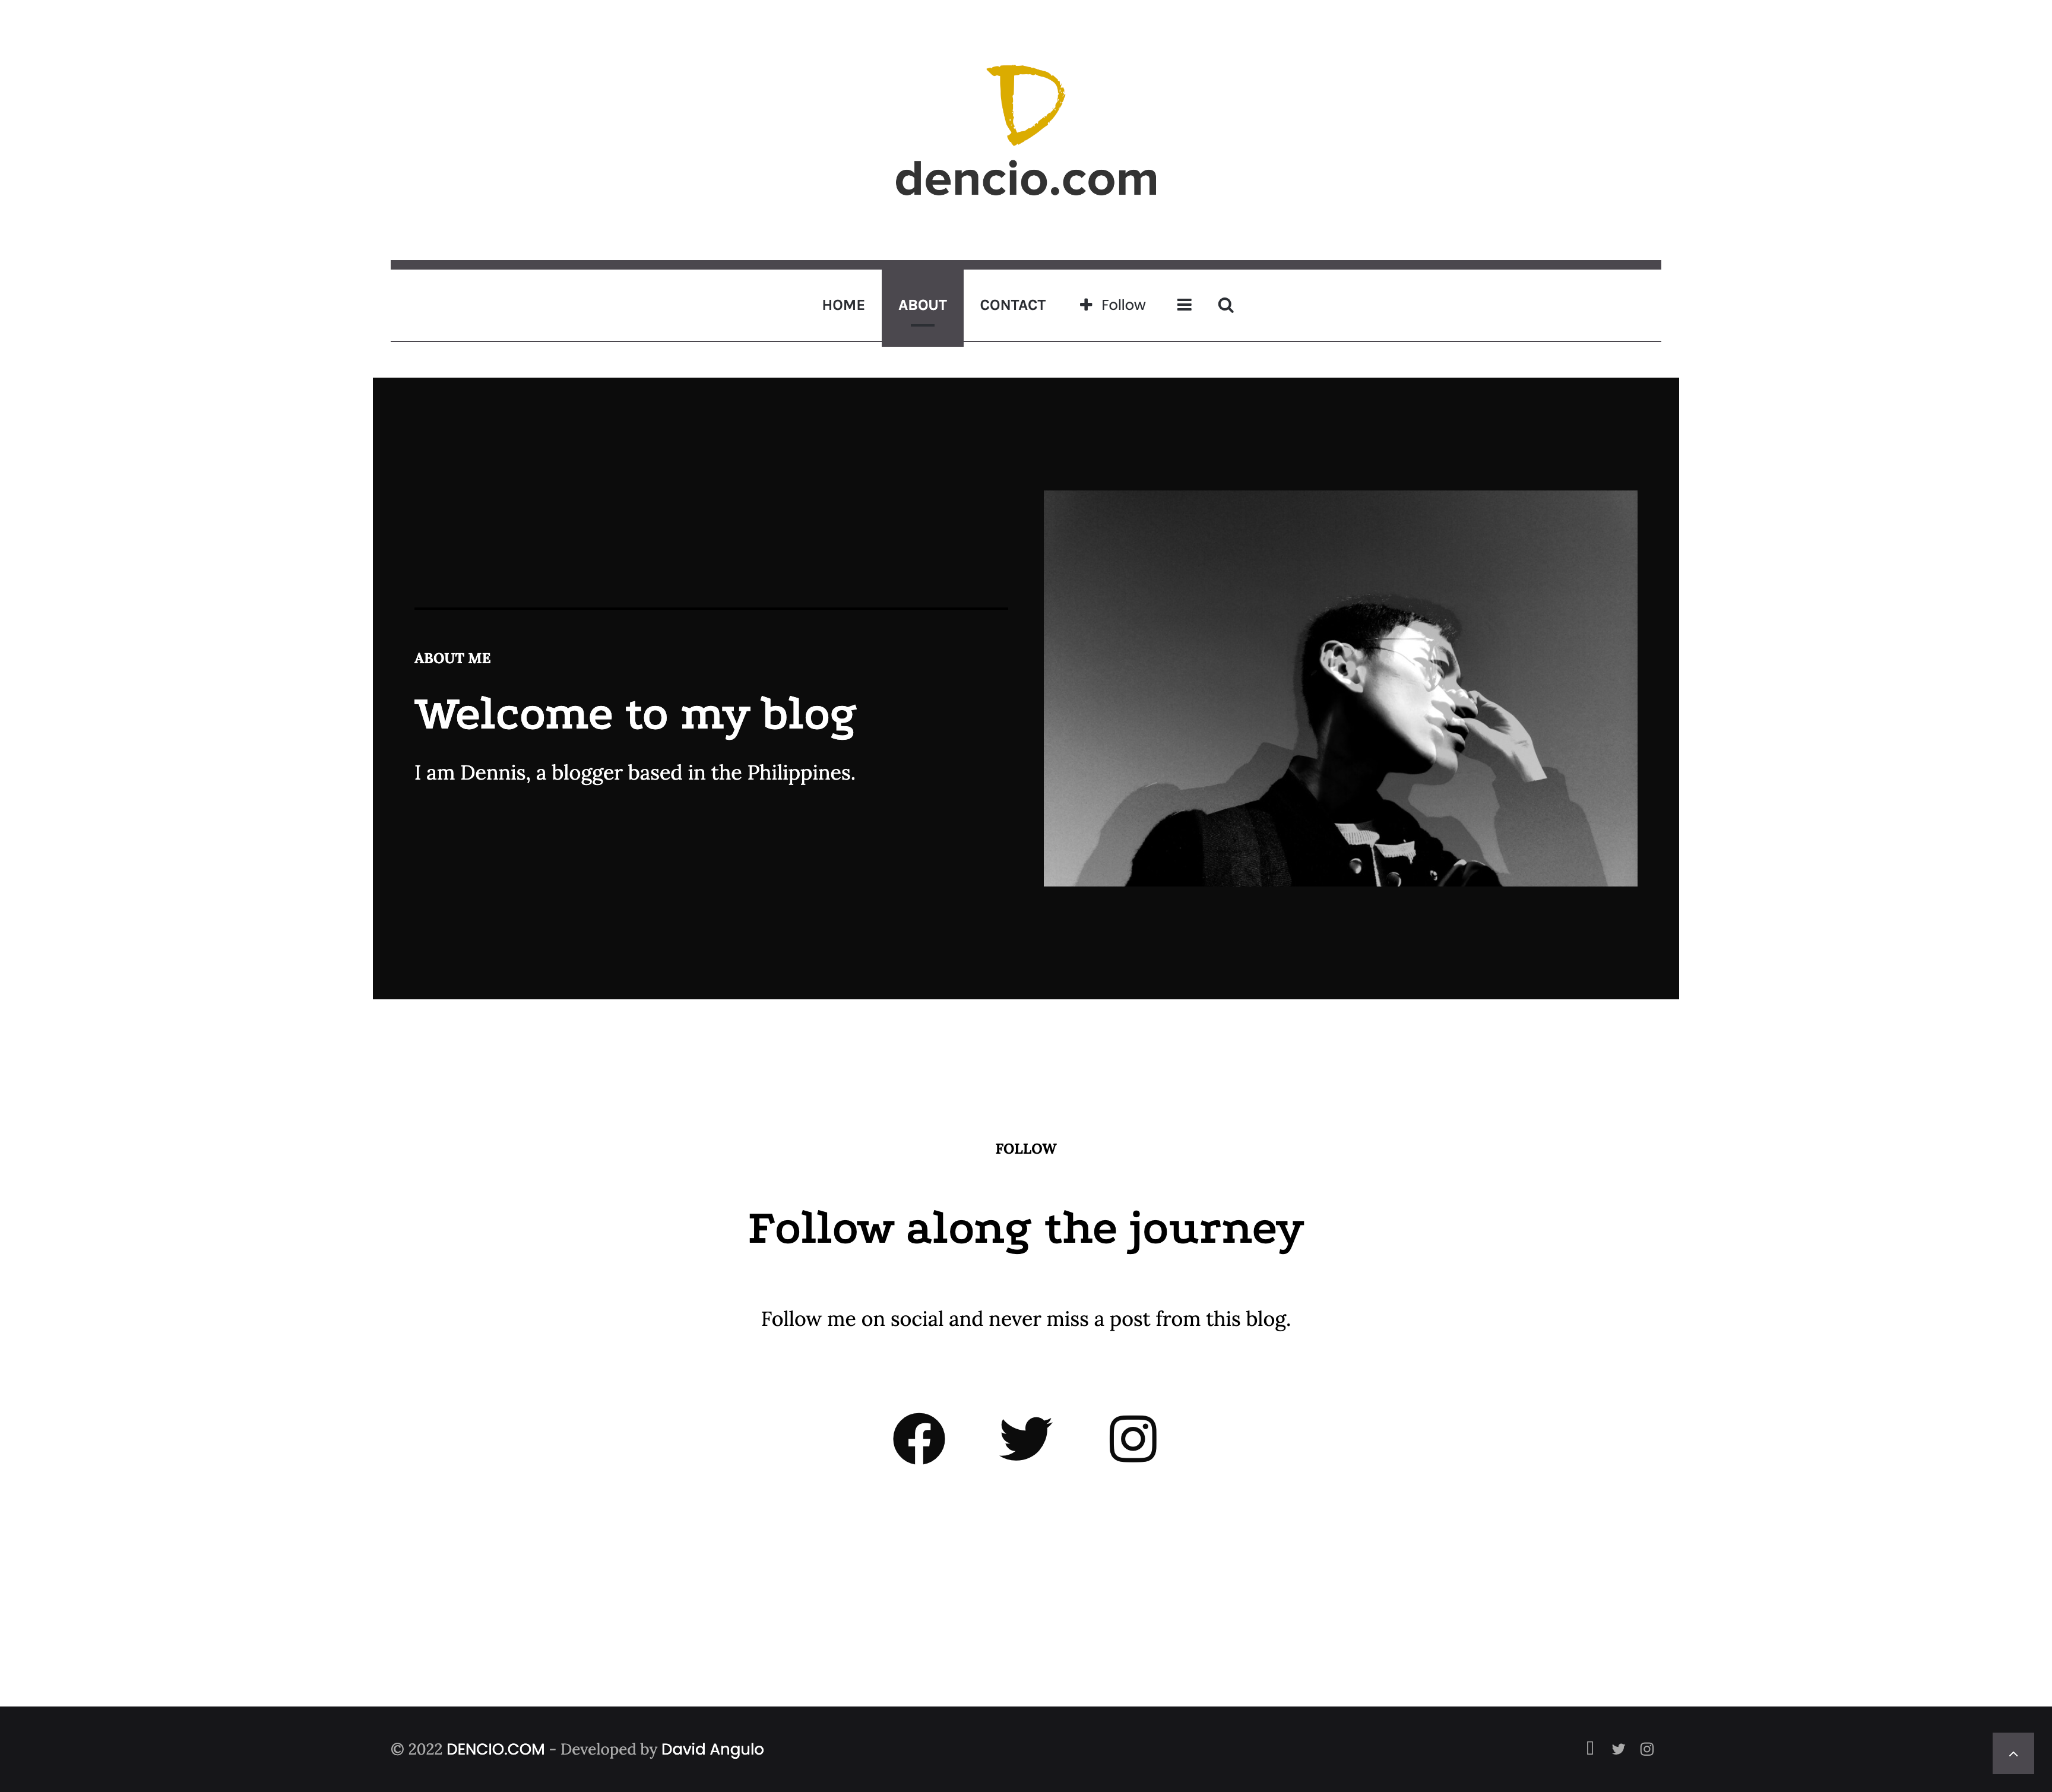 D
dencio.com
HOME ABOUT CONTACT Follow
ABOUT ME
Welcome to my blog
I am Dennis, a blogger based in the Philippines.
FOLLOW
Follow along the journey
Follow me on social and never miss a post from this blog.
© 2022 DENCIO.COM - Developed by David Angulo